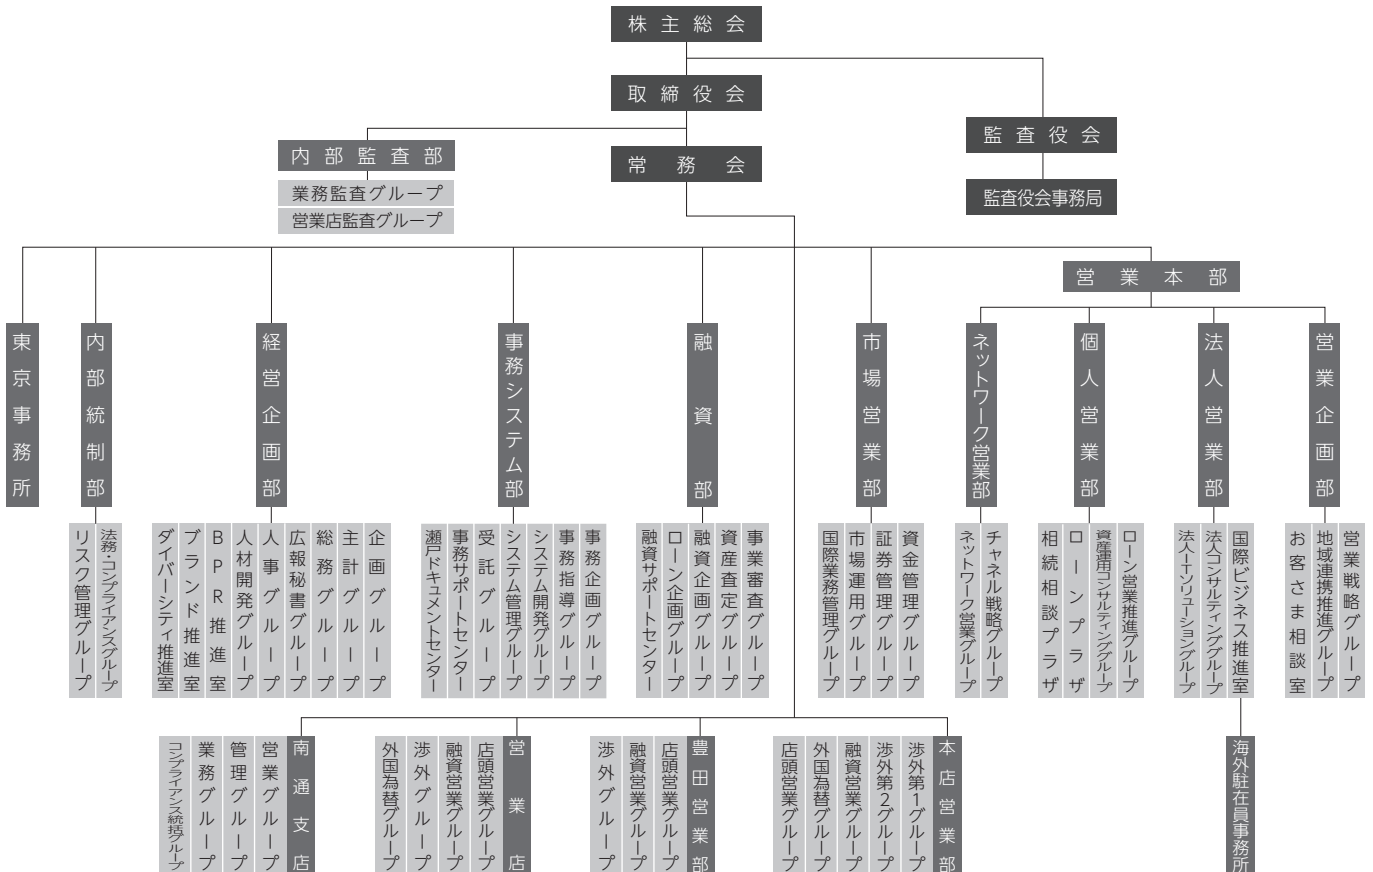 株主総会
取締役会
監査役会
内部監査部
常務会
業務監査グループ
監査役会事務局
営業店監査グループ
営業本部
東京事務所
内部統制部
経営企画部
事務システム部
融資部
市場営業部
ネットワーク営業部
個人営業部
法人営業部
営業企画部
リスク管理グループ
法務・コンプライアンスグループ
ダイバーシティ推進室
ブランド推進室
BPR推進室
人材開発グループ
人事グループ
広報秘書グループ
総務グループ
主計グループ
企画グループ
瀬戸ドキュメントセンター
事務サポートセンター
受託グループ
システム管理グループ
システム開発グループ
事務指導グループ
事務企画グループ
融資サポートセンター
ローン企画グループ
融資企画グループ
資産査定グループ
事業審査グループ
国際業務管理グループ
市場運用グループ
証券管理グループ
資金管理グループ
ネットワーク営業グループ
チャネル戦略グループ
相続相談プラザ
ローンプラザ
資産運用コンサルティンググループ
ローン営業推進グループ
法人ITソリューショングループ
法人コンサルティンググループ
国際ビジネス推進室
お客さま相談室
地域連携推進グループ
営業戦略グループ
コンプライアンス統括グループ
業務グループ
管理グループ
営業グループ
南通支店
外国為替グループ
渉外グループ
融資営業グループ
店頭営業グループ
営業店
渉外グループ
融資営業グループ
店頭営業グループ
豊田営業部
店頭営業グループ
外国為替グループ
融資営業グループ
渉外第2グループ
渉外第1グループ
本店営業部
海外駐在員事務所